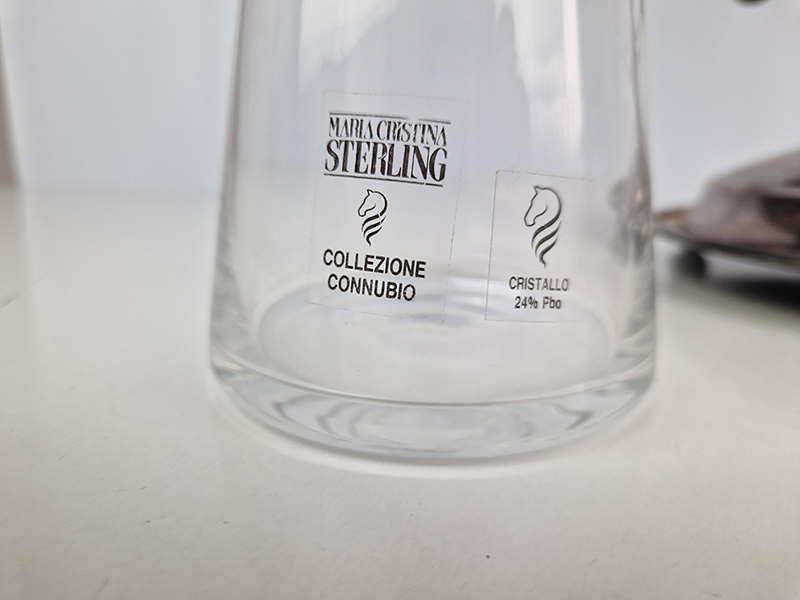 MARIA CRISTINA
STERLING
COLLEZIONE
CONNUBIO
CRISTALLO
24% Pbo